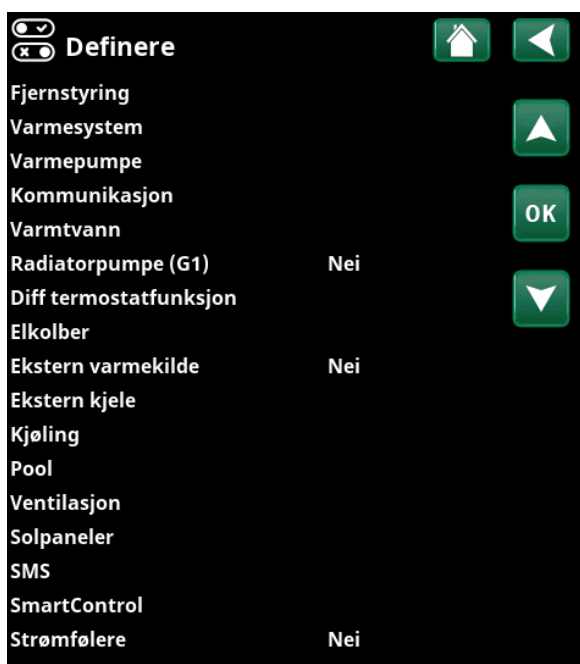 Definere
Fjernstyring
Varmesystem
Varmepumpe
Kommunikasjon
OK
Varmtvann
Radiatorpumpe (G1) Nei
Diff termostatfunksjon
Elkolber
Ekstern varmekilde Nei
Ekstern kjele
Kjøling
Pool
Ventilasjon
Solpaneler
SMS
SmartControl
Strømfølere Nei